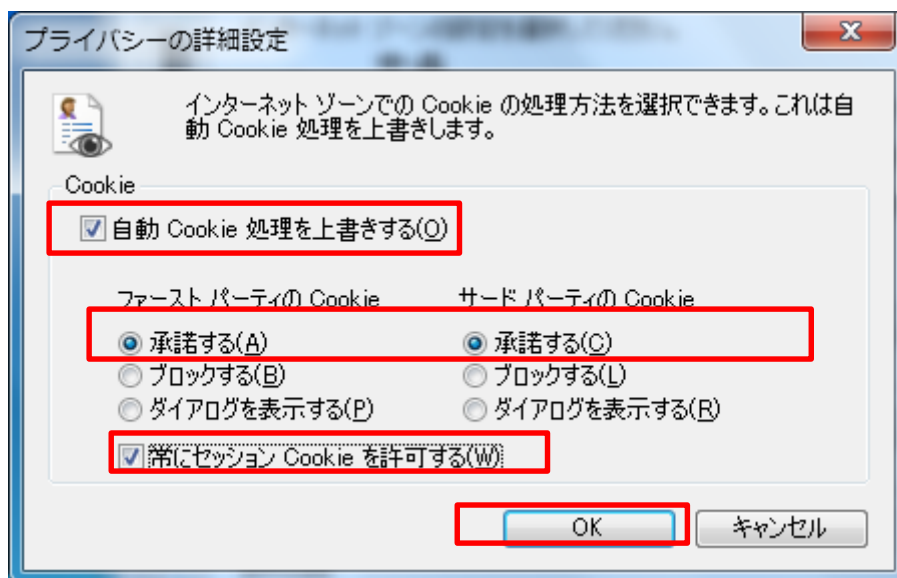 プライバシーの詳細設定
インターネット ゾーンでの Cookie の処理方法を選択できます。これは自
動 Cookie 処理を上書きします。
Cookie
自動 Cookie 処理を上書きする(O)
ファースト パーティの Cookie サード パーティの Cookie
承諾する(A) 承諾する(C)
ブロックする(B) ブロックする(L)
ダイアログを表示する(P) ダイアログを表示する(R)
常にセッション Cookie を許可する(W)
OK キャンセル